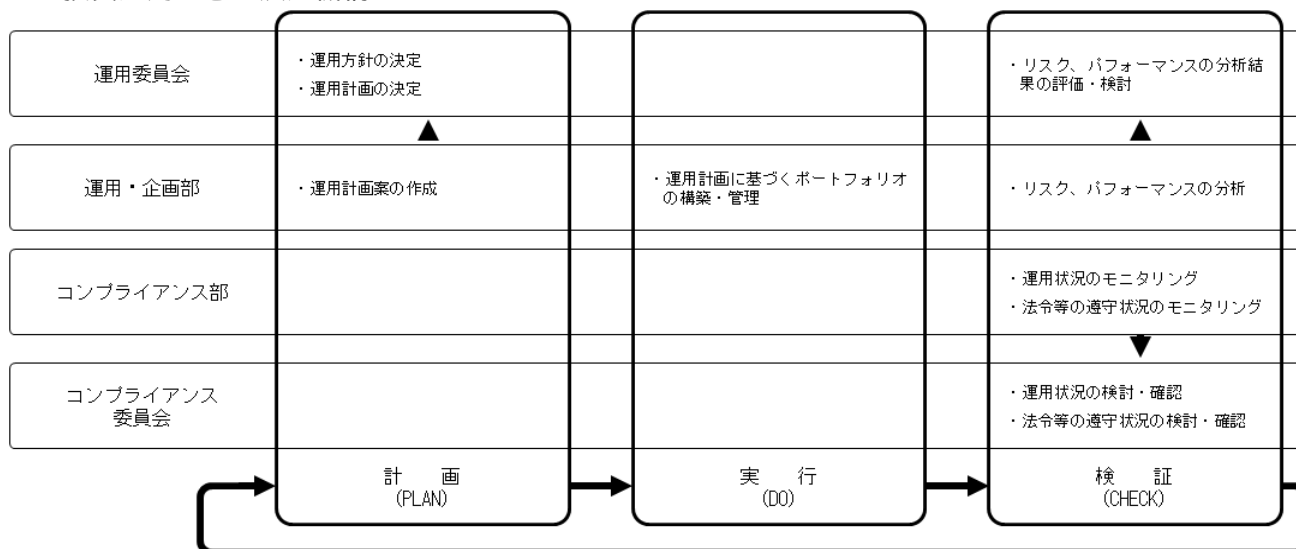 運用委員会
・運用方針の決定
・運用計画の決定
・リスク、パフォーマンスの分析結
果の評価・検討
運用・企画部
・運用計画案の作成
・運用計画に基づくポートフォリオ
の構築・管理
・リスク、パフォーマンスの分析
コンプライアンス部
・運用状況のモニタリング
・法令等の遵守状況のモニタリング
コンプライアンス
委員会
・運用状況の検討・確認
・法令等の遵守状況の検討・確認
計 画
(PLAN)
実 行
(DO)
検 証
(CHECK)